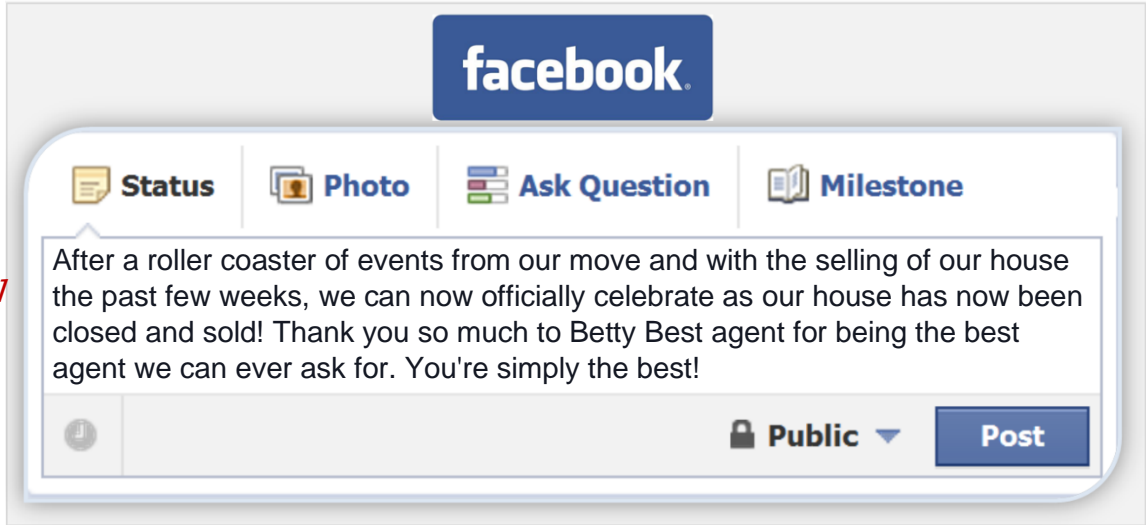 facebook.
Status Photo Ask Question Milestone
After a roller coaster of events from our move and with the selling of our house
the past few weeks, we can now officially celebrate as our house has now been
closed and sold! Thank you so much to Betty Best agent for being the best
agent we can ever ask for. You're simply the best!
Public Post